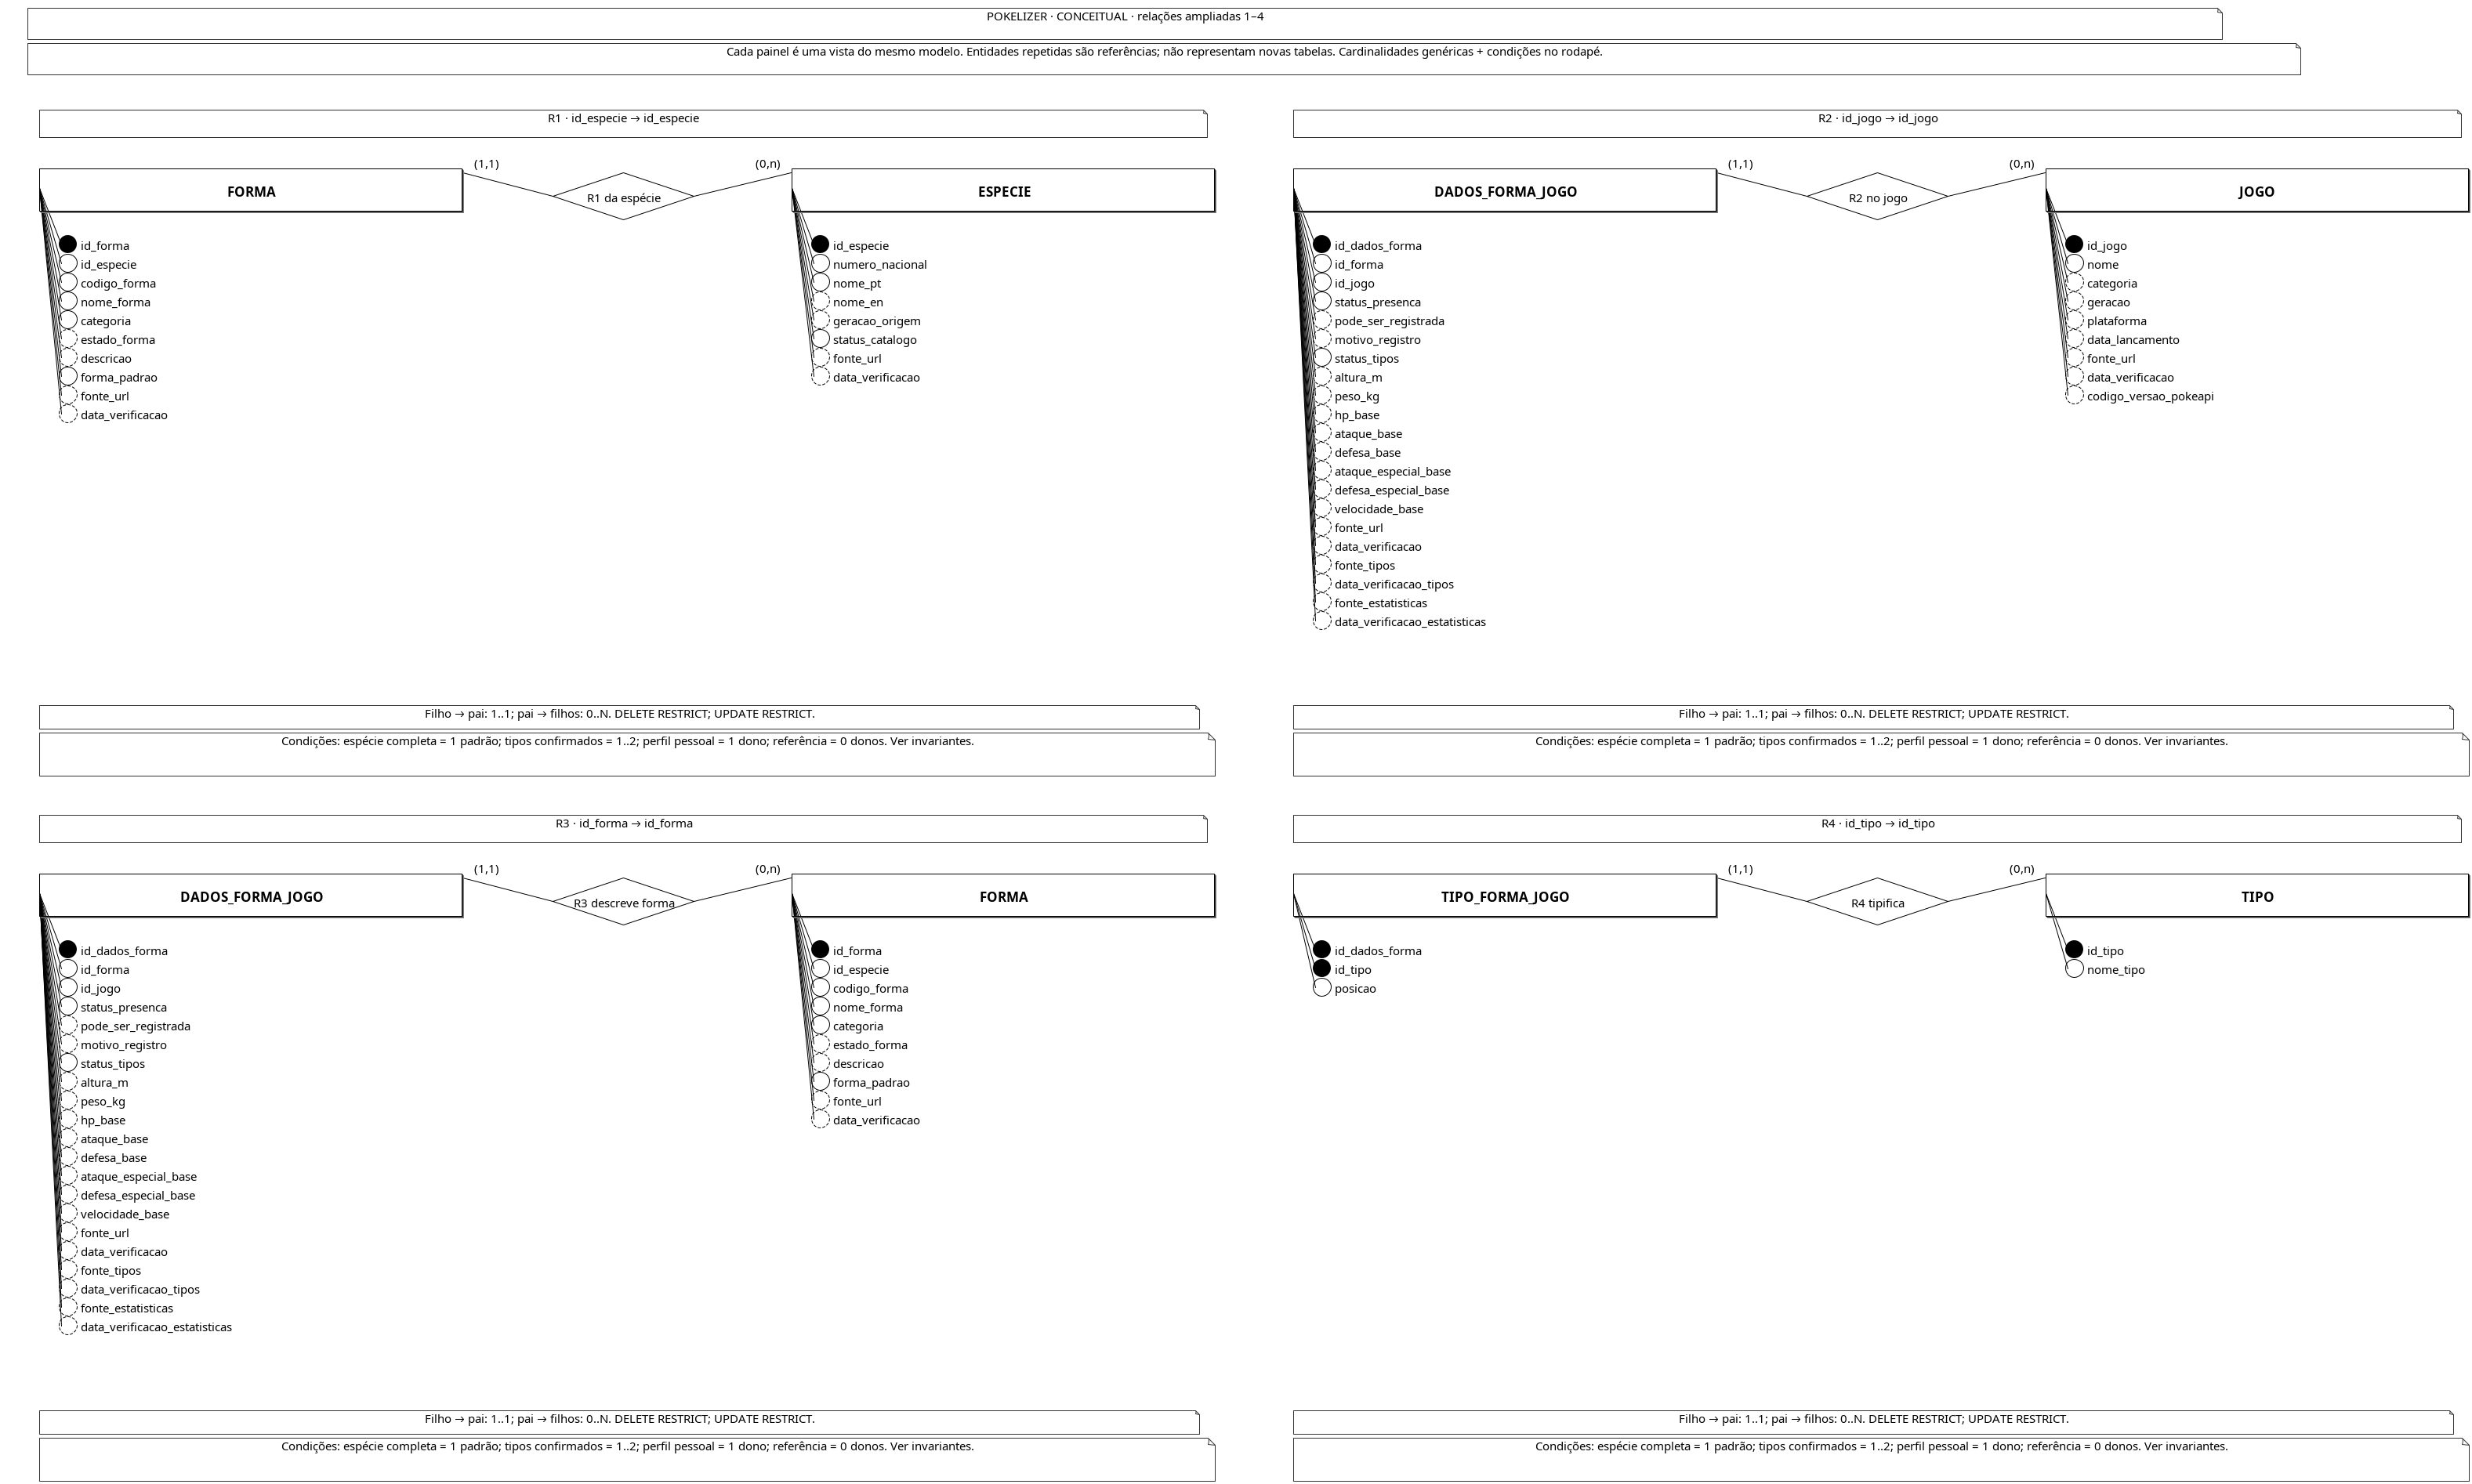 POKELIZER · CONCEITUAL · relações ampliadas 1–4
Cada painel é uma vista do mesmo modelo. Entidades repetidas são referências; não representam novas tabelas. Cardinalidades genéricas + condições no rodapé.
R1 · id_especie → id_especie
(1,1)
(0,n)
FORMA
R1 da espécie
ESPECIE
id_forma
id_especie
codigo_forma
nome_forma
categoria
estado_forma
descricao
forma_padrao
fonte_url
data_verificacao
id_especie
numero_nacional
nome_pt
nome_en
geracao_origem
status_catalogo
fonte_url
data_verificacao
Filho → pai: 1..1; pai → filhos: 0..N. DELETE RESTRICT; UPDATE RESTRICT.
Condições: espécie completa = 1 padrão; tipos confirmados = 1..2; perfil pessoal = 1 dono; referência = 0 donos. Ver invariantes.
R2 · id_jogo → id_jogo
(1,1)
(0,n)
DADOS_FORMA_JOGO
R2 no jogo
JOGO
id_dados_forma
id_forma
id_jogo
status_presenca
pode_ser_registrada
motivo_registro
status_tipos
altura_m
peso_kg
hp_base
ataque_base
defesa_base
ataque_especial_base
defesa_especial_base
velocidade_base
fonte_url
data_verificacao
fonte_tipos
data_verificacao_tipos
fonte_estatisticas
data_verificacao_estatisticas
id_jogo
nome
categoria
geracao
plataforma
data_lancamento
fonte_url
data_verificacao
codigo_versao_pokeapi
Filho → pai: 1..1; pai → filhos: 0..N. DELETE RESTRICT; UPDATE RESTRICT.
Condições: espécie completa = 1 padrão; tipos confirmados = 1..2; perfil pessoal = 1 dono; referência = 0 donos. Ver invariantes.
R3 · id_forma → id_forma
(1,1)
(0,n)
DADOS_FORMA_JOGO
R3 descreve forma
FORMA
id_dados_forma
id_forma
id_jogo
status_presenca
pode_ser_registrada
motivo_registro
status_tipos
altura_m
peso_kg
hp_base
ataque_base
defesa_base
ataque_especial_base
defesa_especial_base
velocidade_base
fonte_url
data_verificacao
fonte_tipos
data_verificacao_tipos
fonte_estatisticas
data_verificacao_estatisticas
id_forma
id_especie
codigo_forma
nome_forma
categoria
estado_forma
descricao
forma_padrao
fonte_url
data_verificacao
Filho → pai: 1..1; pai → filhos: 0..N. DELETE RESTRICT; UPDATE RESTRICT.
Condições: espécie completa = 1 padrão; tipos confirmados = 1..2; perfil pessoal = 1 dono; referência = 0 donos. Ver invariantes.
R4 · id_tipo → id_tipo
(1,1)
(0,n)
TIPO_FORMA_JOGO
R4 tipifica
TIPO
id_dados_forma
id_tipo
posicao
id_tipo
nome_tipo
Filho → pai: 1..1; pai → filhos: 0..N. DELETE RESTRICT; UPDATE RESTRICT.
Condições: espécie completa = 1 padrão; tipos confirmados = 1..2; perfil pessoal = 1 dono; referência = 0 donos. Ver invariantes.